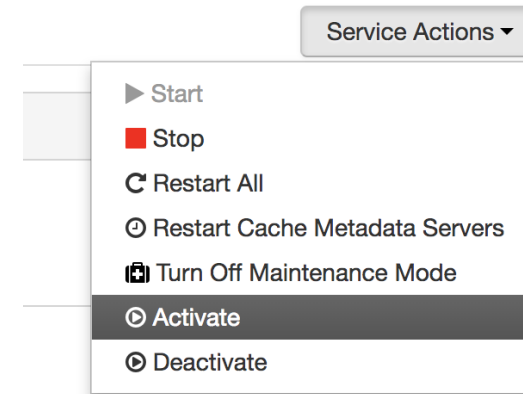 Service Actions
Start
Stop
Restart All
Restart Cache Metadata Servers
Turn Off Maintenance Mode
Activate
Deactivate